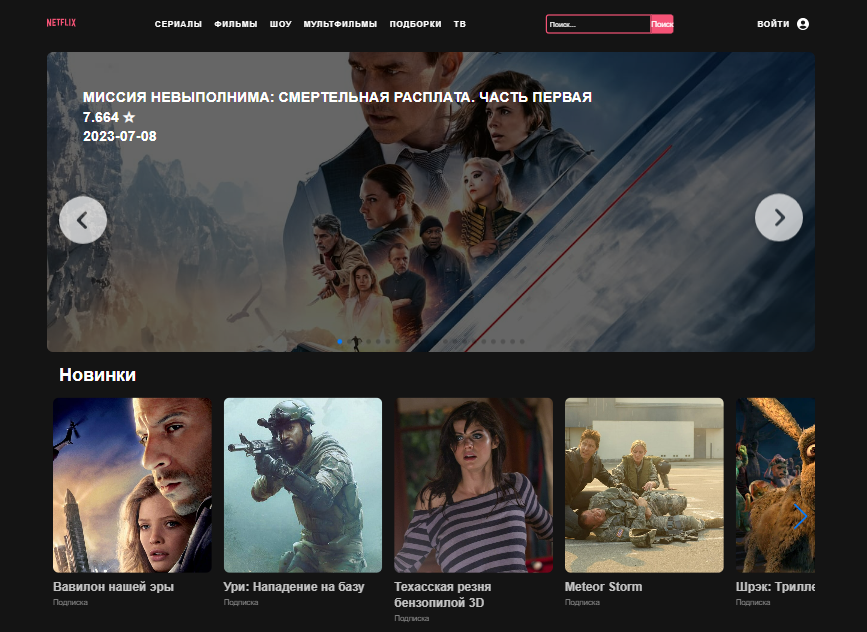 NETFLIX
СЕРИАЛЫ ФИЛЬМЫ ШОУ МУЛЬТФИЛЬМЫ ПОДБОРКИ ТВ
Поиск... Поиск
ВОЙТИ
МИССИЯ НЕВЫПОЛНИМА: СМЕРТЕЛЬНАЯ РАСПЛАТА. ЧАСТЬ ПЕРВАЯ
7.664 ☆
2023-07-08
Новинки
Вавилон нашей эры
Подписка
Ури: Нападение на базу
Подписка
Техасская резня
бензопилой 3D
Подписка
Meteor Storm
Подписка
Шрэк: Трилле
Подписка